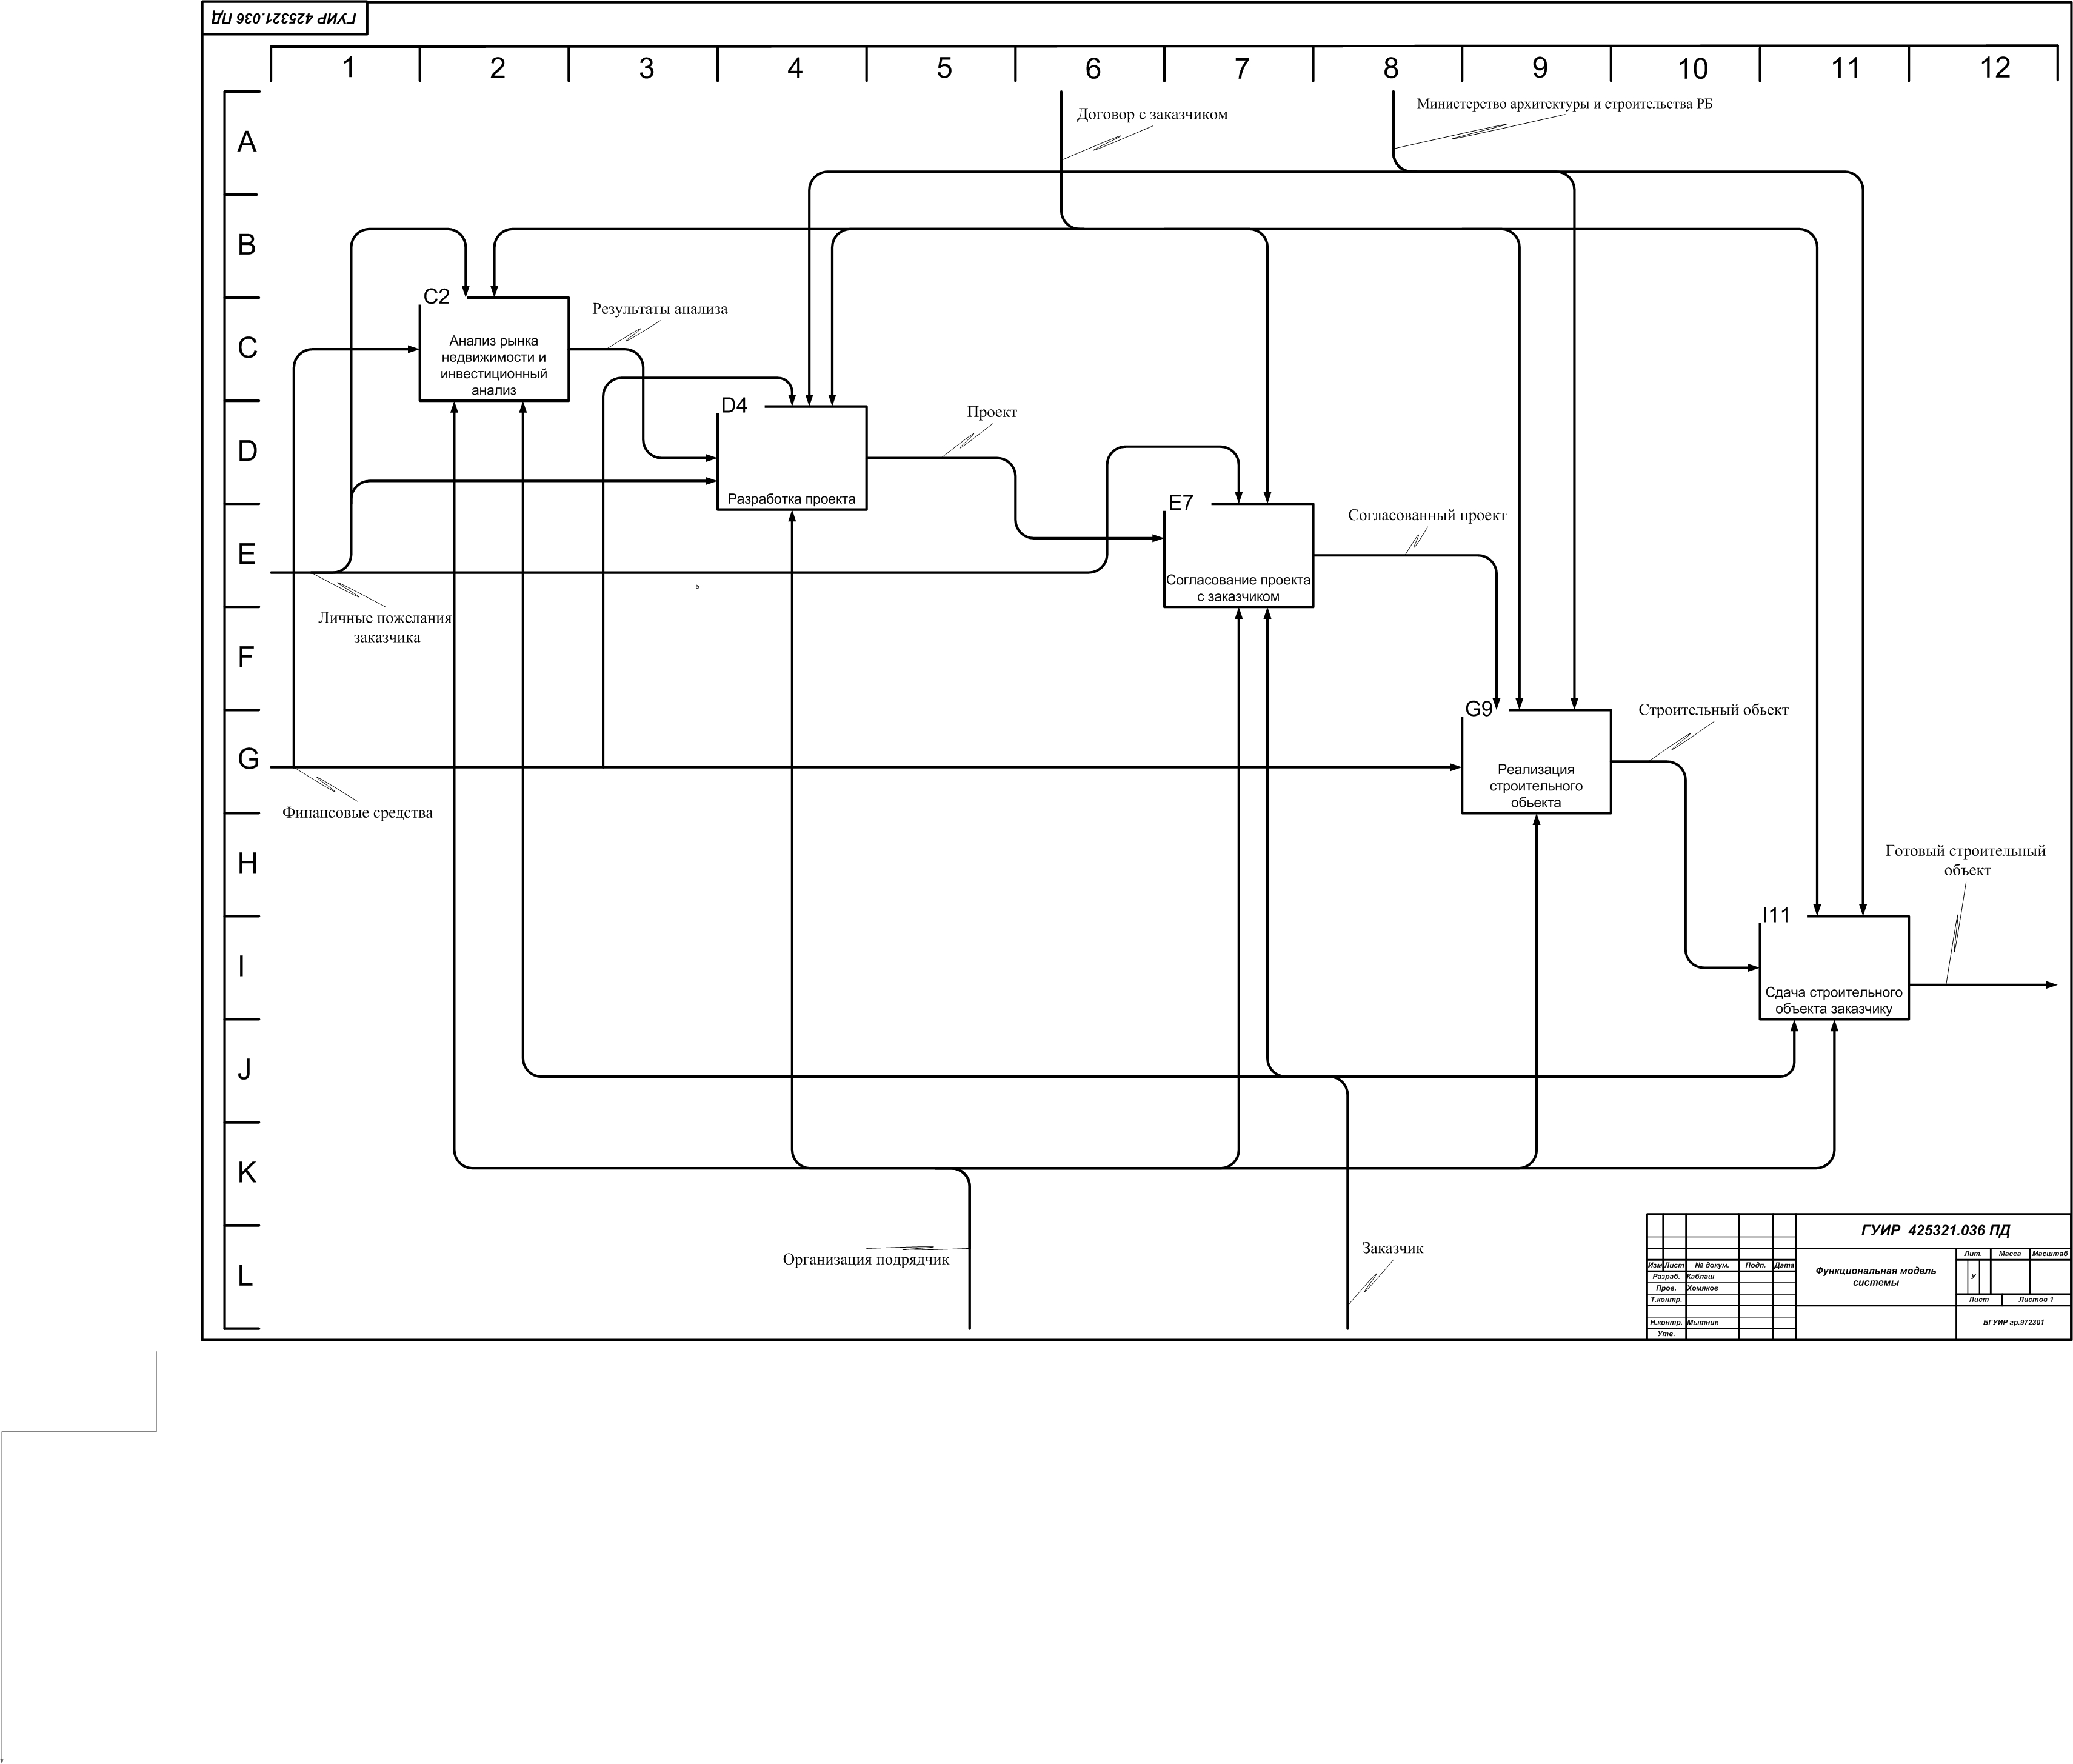 ГУИР 425321.036 ПД
1 2 3 4 5 6 7 8 9 10 11 12
A
B
C
D
E
F
G
H
I
J
K
L
Договор с заказчиком
Министерство архитектуры и строительства РБ
C2
Анализ рынка
недвижимости и
инвестиционный
анализ
Результаты анализа
D4
Разработка проекта
Проект
E7
Согласование проекта
с заказчиком
Согласованный проект
ё
Личные пожелания
заказчика
G9
Реализация
строительного
обьекта
Строительный обьект
Финансовые средства
Готовый строительный
объект
I11
Сдача строительного
объекта заказчику
Организация подрядчик
Заказчик
ГУИР 425321.036 ПД
Изм Лист № докум. Подп. Дата
Разраб. Каблаш
Пров. Хомяков
Т.контр.
Н.контр. Мытник
Утв.
Функциональная модель
системы
Лит. Масса Масштаб
У
Лист Листов 1
БГУИР гр.972301